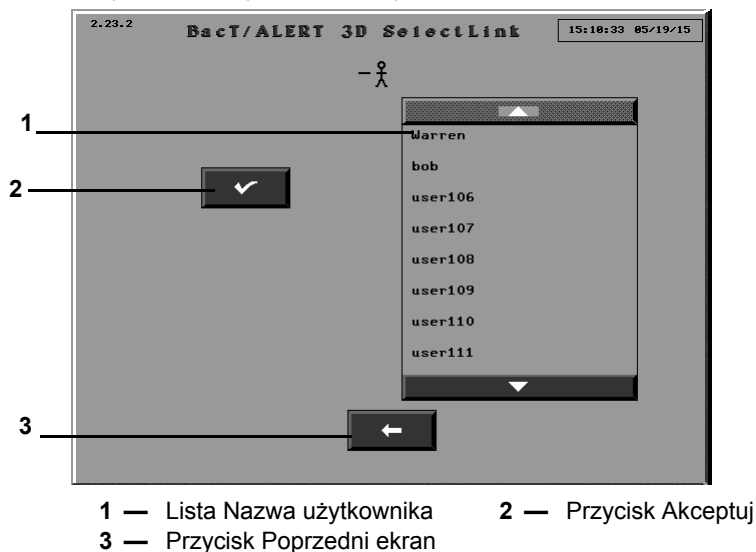 2.23.2 BacT/ALERT 3D SelectLink 15:10:33 05/19/15
1
Warren
2
bob
user106
user107
user108
user109
user110
user111
3
1 — Lista Nazwa użytkownika 2 — Przycisk Akceptuj
3 — Przycisk Poprzedni ekran